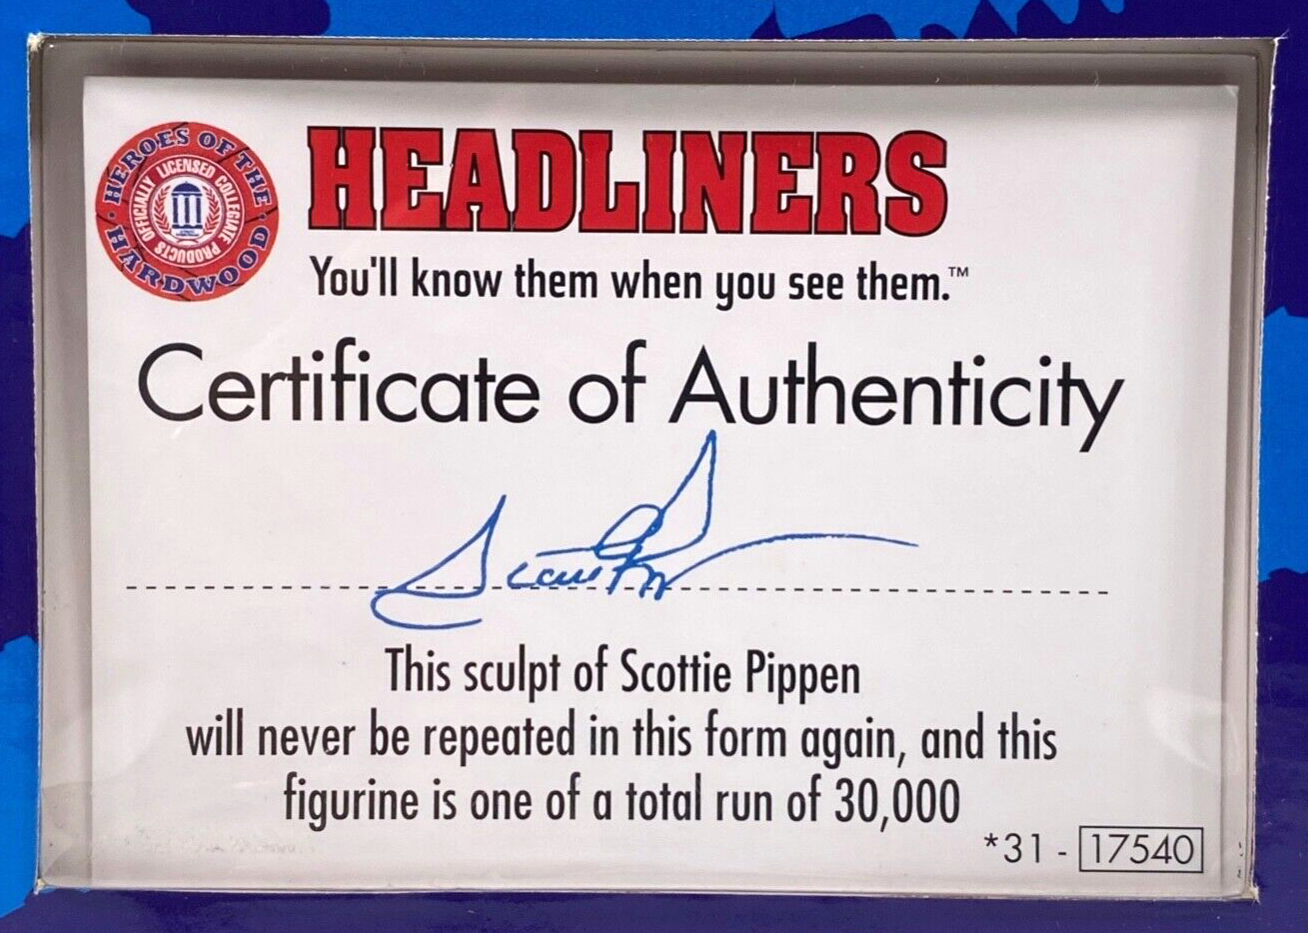 HEROES OF THE
HARDWOOD
OFFICIALLY LICENSED COLLEGIATE PRODUCTS
HEADLINERS
You'll know them when you see them.™
Certificate of Authenticity
This sculpt of Scottie Pippen
will never be repeated in this form again, and this
figurine is one of a total run of 30,000
*31 - 17540